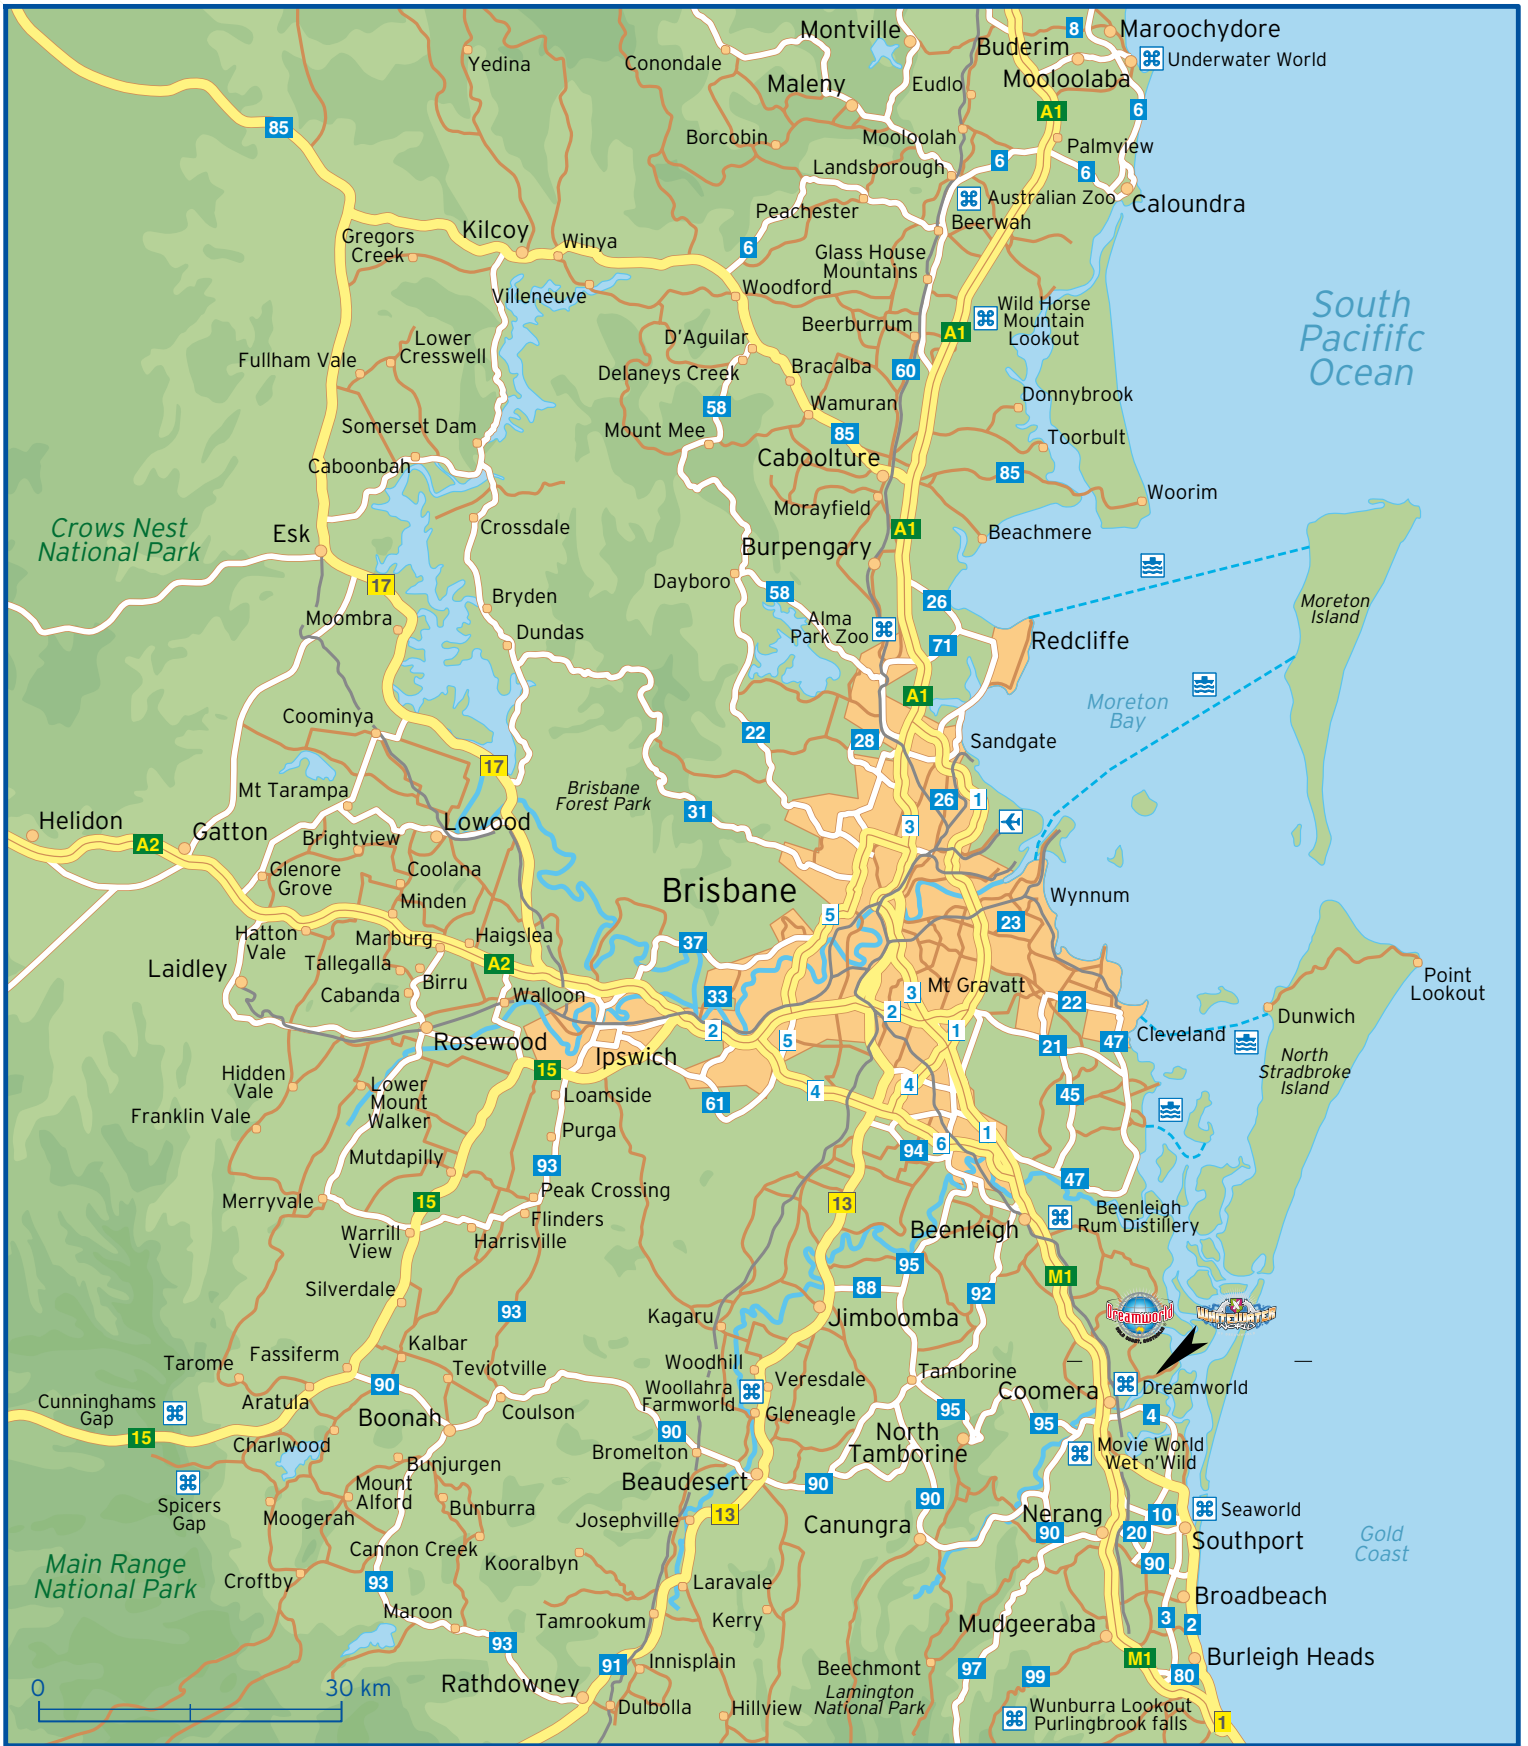 Montville
8
Maroochydore
Yedina
Conondale
Buderim
Underwater World
Maleny
Eudlo
Mooloolaba
A1
6
85
Borcobin
Mooloolah
Palmview
Landsborough
6
6
Australian Zoo
Caloundra
Peachester
Beerwah
Kilcoy
Winya
Gregors
Creek
6
Glass House
Mountains
Villeneuve
Woodford
Wild Horse
Mountain
Lookout
South
Pacififc
Ocean
Beerburrum
A1
D'Aguilar
Lower
Cresswell
Fullham Vale
Delaneys Creek
Bracalba
60
Donnybrook
58
Wamuran
Somerset Dam
Mount Mee
85
Toorbult
Caboonbah
Caboolture
85
Woorim
Morayfield
Crows Nest
National Park
Esk
Crossdale
A1
Beachmere
Burpengary
17
Dayboro
58
26
Bryden
Moreton
Island
Moombra
Alma
Park Zoo
Dundas
71
Redcliffe
A1
Moreton
Bay
Coominya
22
28
Sandgate
17
Mt Tarampa
Brisbane
Forest Park
31
26
1
Helidon
Gatton
A2
Brightview
Lowood
3
Glenore
Grove
Coolana
Minden
Brisbane
Wynnum
5
23
Hatton
Vale
Marburg
Haigslea
37
Laidley
Tallegalla
A2
Birru
Cabanda
Walloon
33
3
Mt Gravatt
Point
Lookout
2
22
Dunwich
Rosewood
2
5
1
21
47
Cleveland
Ipswich
15
North
Stradbroke
Island
Hidden
Vale
Lower
Mount
Walker
Loamside
61
4
4
45
Franklin Vale
Purga
1
6
94
Mutdapilly
93
47
Merryvale
15
Peak Crossing
13
Beenleigh
Rum Distillery
Flinders
Beenleigh
Warrill
View
Harrisville
95
M1
Silverdale
88
92
93
Kagaru
Jimboomba
Dreamworld
WHITEWATER
WORLD
Kalbar
Tarome
Fassiferm
Teviotville
Woodhill
Tamborine
Veresdale
Coomera
Dreamworld
Cunninghams
Gap
Aratula
90
Woollahra
Farmworld
Boonah
Coulson
Gleneagle
95
95
4
15
Charlwood
90
North
Tamborine
Movie World
Wet n'Wild
Bromelton
Bunjurgen
Beaudesert
90
Spicers
Gap
Mount
Alford
Bunburra
90
Seaworld
Moogerah
Josephville
13
Canungra
Nerang
90
10
20
Southport
Gold
Coast
Cannon Creek
Kooralbyn
90
Main Range
National Park
Croftby
93
Laravale
Broadbeach
Maroon
Tamrookum
Kerry
Mudgeeraba
3
2
93
M1
Burleigh Heads
91
Innisplain
Beechmont
97
99
80
Rathdowney
Lamington
National Park
Wunburra Lookout
Purlingbrook falls
Dulbolla
Hillview
1
0
30 km